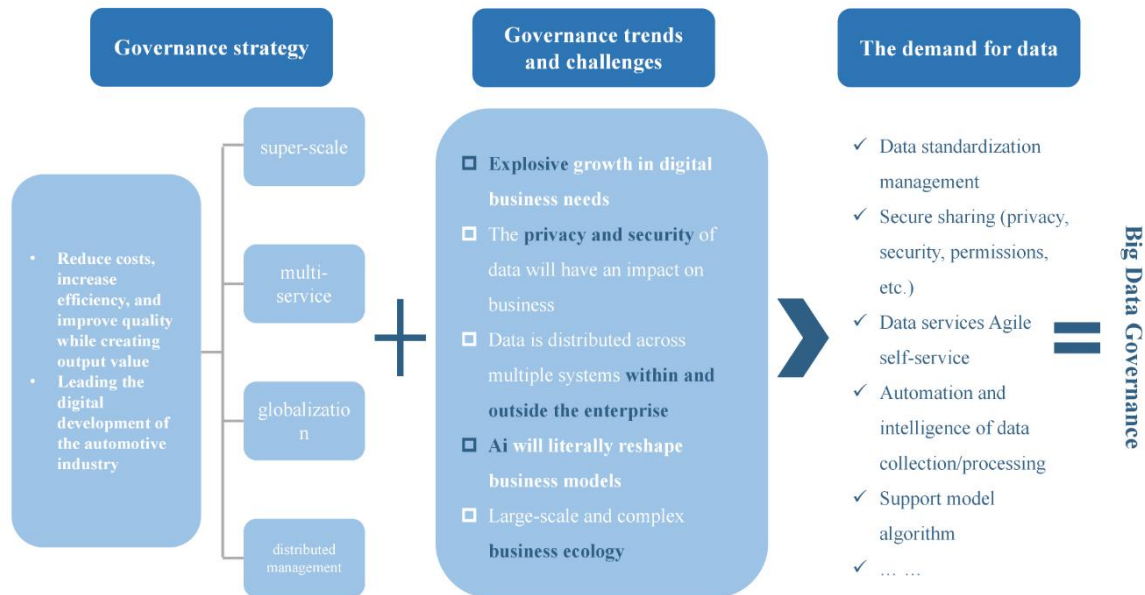 Governance strategy
• Reduce costs,
increase
efficiency, and
improve quality
while creating
output value
• Leading the
digital
development of
the automotive
industry
super-scale
multi-
service
globalizatio
n
distributed
management
+
Governance trends
and challenges
Explosive growth in digital
business needs
The privacy and security of
data will have an impact on
business
Data is distributed across
multiple systems within and
outside the enterprise
Ai will literally reshape
business models
Large-scale and complex
business ecology
The demand for data
✓ Data standardization
management
✓ Secure sharing (privacy,
security, permissions,
etc.)
✓ Data services Agile
self-service
✓ Automation and
intelligence of data
collection/processing
✓ Support model
algorithm
✓ … …
=
Big Data Governance